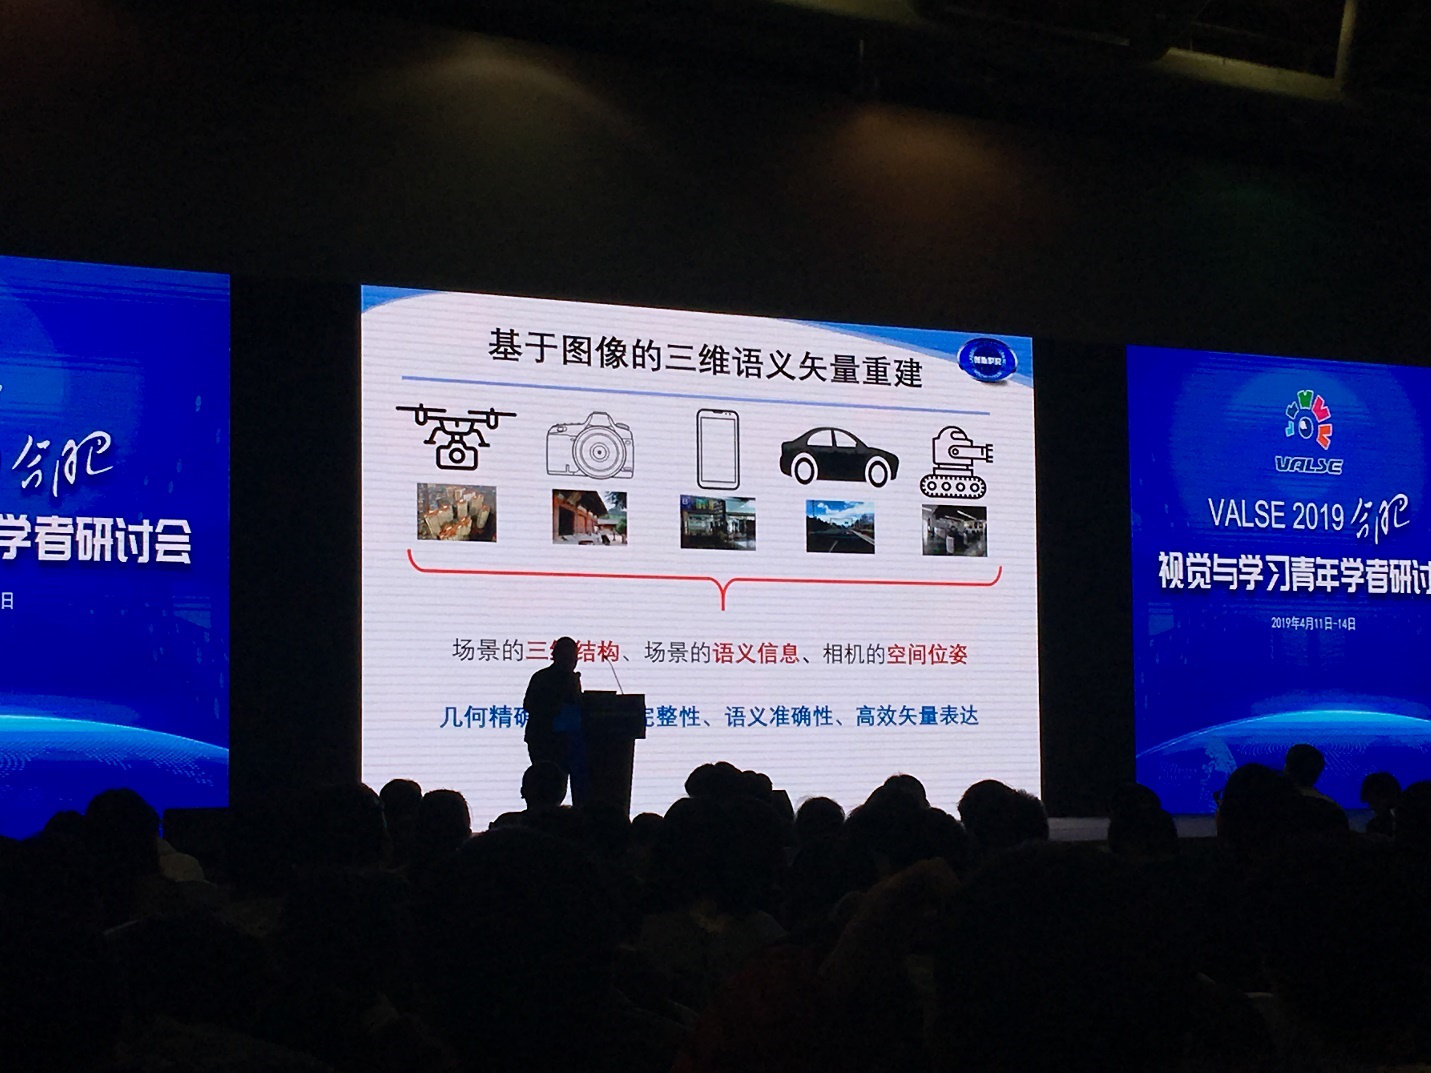 合肥
学者研讨会
日
基于图像的三维语义矢量重建
场景的三维结构、场景的语义信息、相机的空间位姿
几何精确 完整性、语义准确性、高效矢量表达
VALSE
VALSE 2019 合肥
视觉与学习青年学者研讨
2019年4月11日-14日